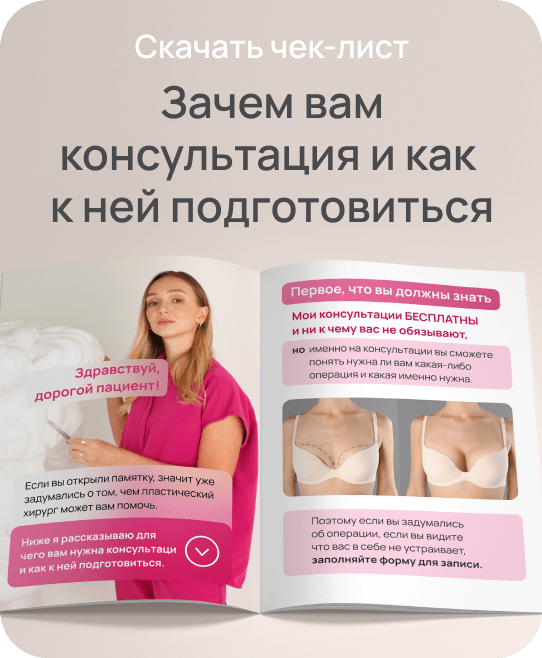 Скачать чек-лист
Зачем вам
консультация и как
к ней подготовиться
Здравствуй,
дорогой пациент!
Если вы открыли памятку, значит уже
задумались о том, чем пластический
хирург может вам помочь.
Ниже я рассказываю для
чего вам нужна консультаци
и как к ней подготовиться.
Первое, что вы должны знать
Мои консультации БЕСПЛАТНЫ
и ни к чему вас не обязывают,
но именно на консультации вы сможете
понять нужна ли вам какая-либо
операция и какая именно нужна.
Поэтому если вы задумались
об операции, если вы видите
что вас в себе не устраивает,
заполняйте форму для записи.